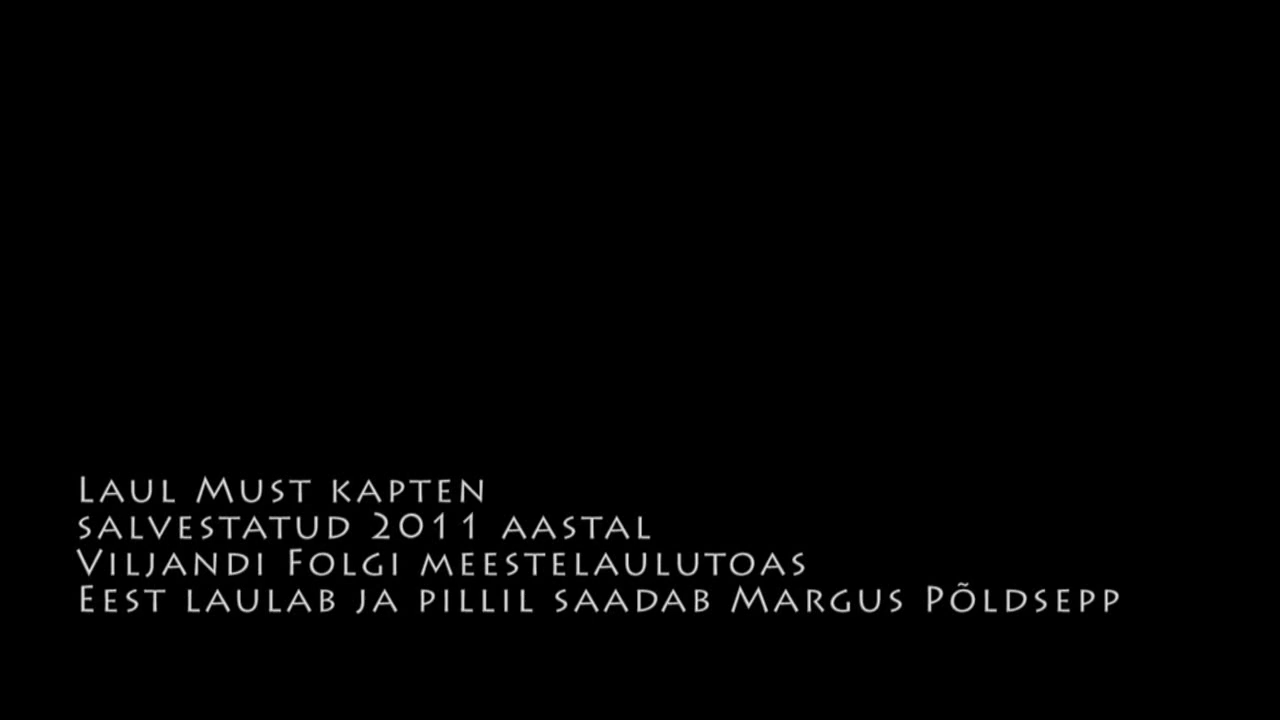 Laul Must kapten
salvestatud 2011 aastal
Viljandi Folgi meestelaulutoas
Eest laulab ja pillil saadab Margus Põldsepp